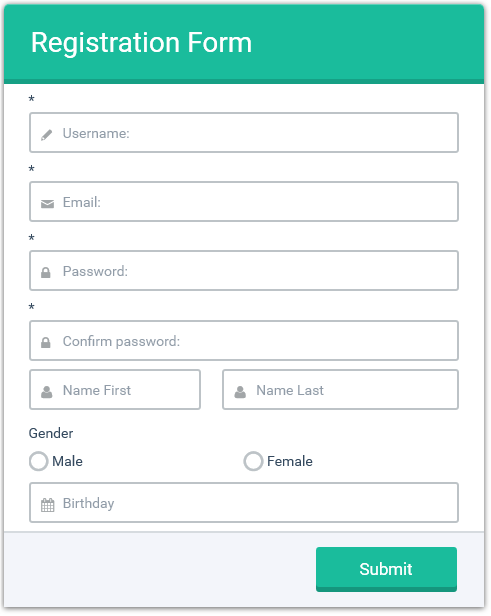 Registration Form
*
Username:
*
Email:
*
Password:
*
Confirm password:
Name First Name Last
Gender
Male Female
Birthday
Submit